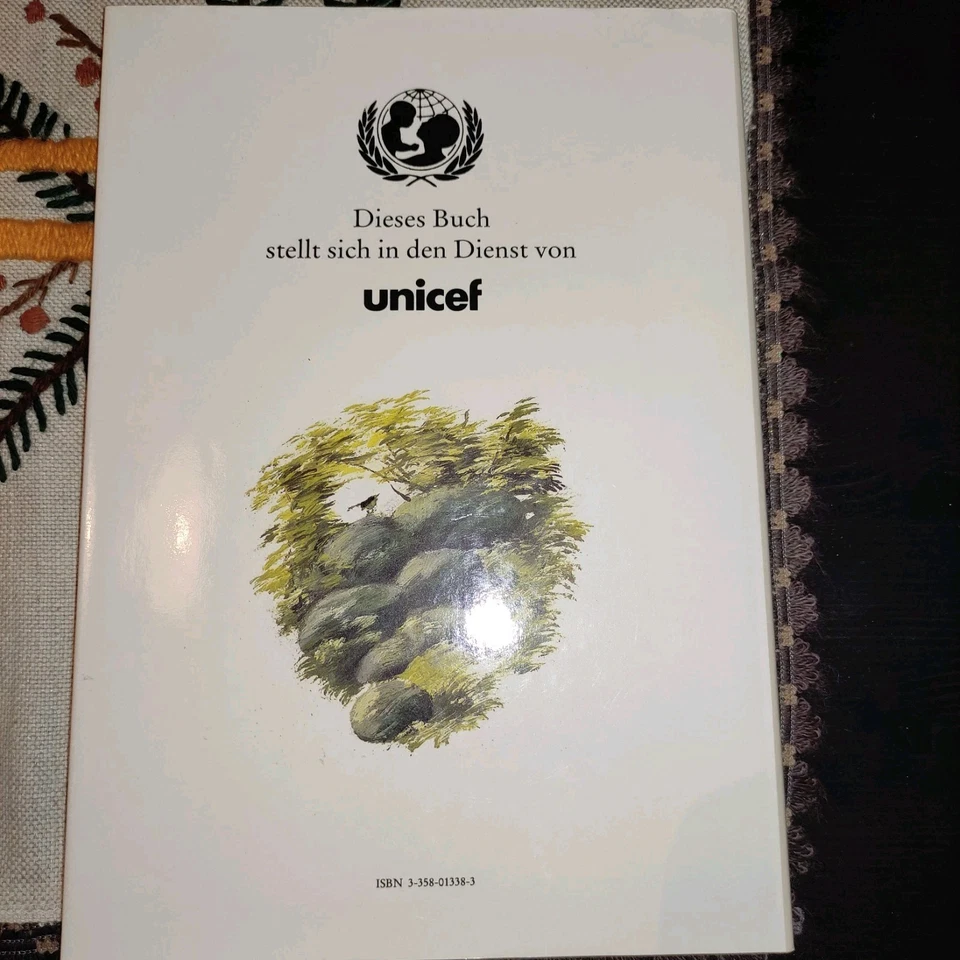 Dieses Buch
stellt sich in den Dienst von
unicef
ISBN 3-358-01338-3